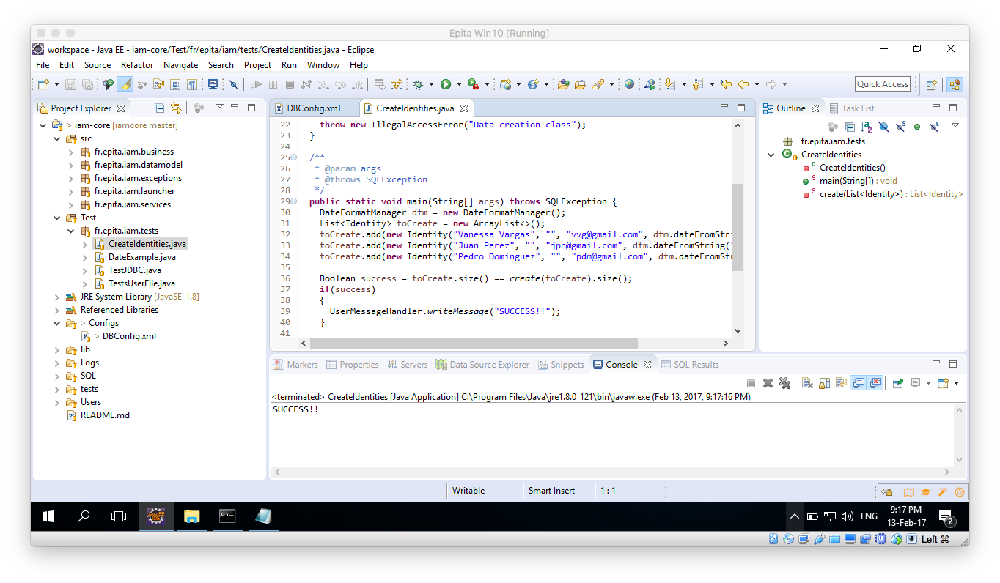 Epita Win10 [Running]
workspace - Java EE - iam-core/Test/fr/epita/iam/tests/CreateIdentities.java - Eclipse
File Edit Source Refactor Navigate Search Project Run Window Help
Quick Access
Project Explorer
> iam-core [iamcore master]
src
fr.epita.iam.business
fr.epita.iam.datamodel
fr.epita.iam.exceptions
fr.epita.iam.launcher
fr.epita.iam.services
Test
fr.epita.iam.tests
CreateIdentities.java
DateExample.java
TestJDBC.java
TestsUserFile.java
JRE System Library [JavaSE-1.8]
Referenced Libraries
> Configs
> DBConfig.xml
lib
Logs
SQL
tests
Users
README.md
DBConfig.xml CreateIdentities.java
22 throw new IllegalAccessError("Data creation class");
23 }
24
25 /**
26 * @param args
27 * @throws SQLException
28 */
29 public static void main(String[] args) throws SQLException {
30 DateFormatManager dfm = new DateFormatManager();
31 List<Identity> toCreate = new ArrayList<>();
32 toCreate.add(new Identity("Vanessa Vargas", "", "vvg@gmail.com", dfm.dateFromStri
33 toCreate.add(new Identity("Juan Perez", "", "jpn@gmail.com", dfm.dateFromString(
34 toCreate.add(new Identity("Pedro Dominguez", "", "pdm@gmail.com", dfm.dateFromStr
35
36 Boolean success = toCreate.size() == create(toCreate).size();
37 if(success)
38 {
39 UserMessageHandler.writeMessage("SUCCESS!!");
40 }
41
Outline Task List
fr.epita.iam.tests
CreateIdentities
CreateIdentities()
main(String[]) : void
create(List<Identity>) : List<Identity>
Markers Properties Servers Data Source Explorer Snippets Console SQL Results
<terminated> CreateIdentities [Java Application] C:\Program Files\Java\jre1.8.0_121\bin\javaw.exe (Feb 13, 2017, 9:17:16 PM)
SUCCESS!!
Writable Smart Insert 1 : 1
ENG
9:17 PM
13-Feb-17
2
Left ⌘